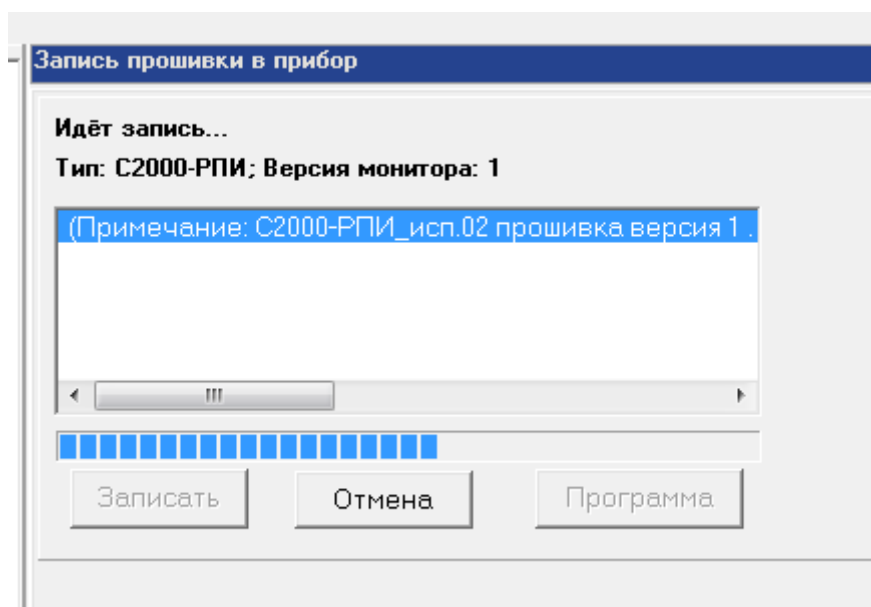 Запись прошивки в прибор
Идёт запись...
Тип: С2000-РПИ; Версия монитора: 1
(Примечание: С2000-РПИ_исп.02 прошивка версия 1 .
Записать Отмена Программа